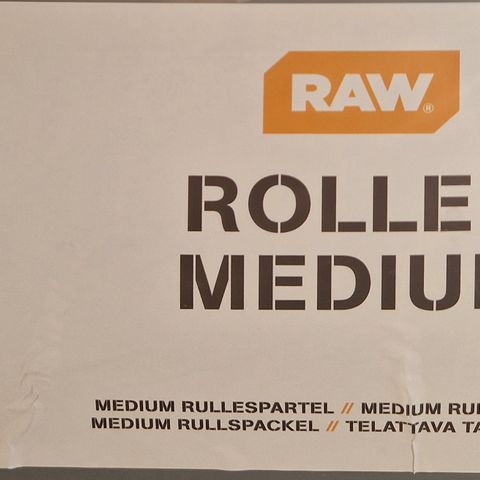 RAW®
ROLLE
MEDIU
MEDIUM RULLESPARTEL // MEDIUM RU
MEDIUM RULLSPACKEL // TELATTAVA TA